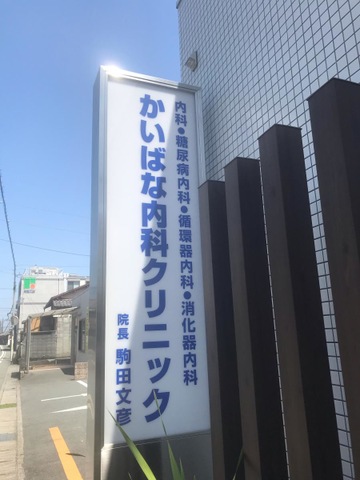 内科●糖尿病内科●循環器内科●消化器内科
かいばな内科クリニック
院長 駒田文彦